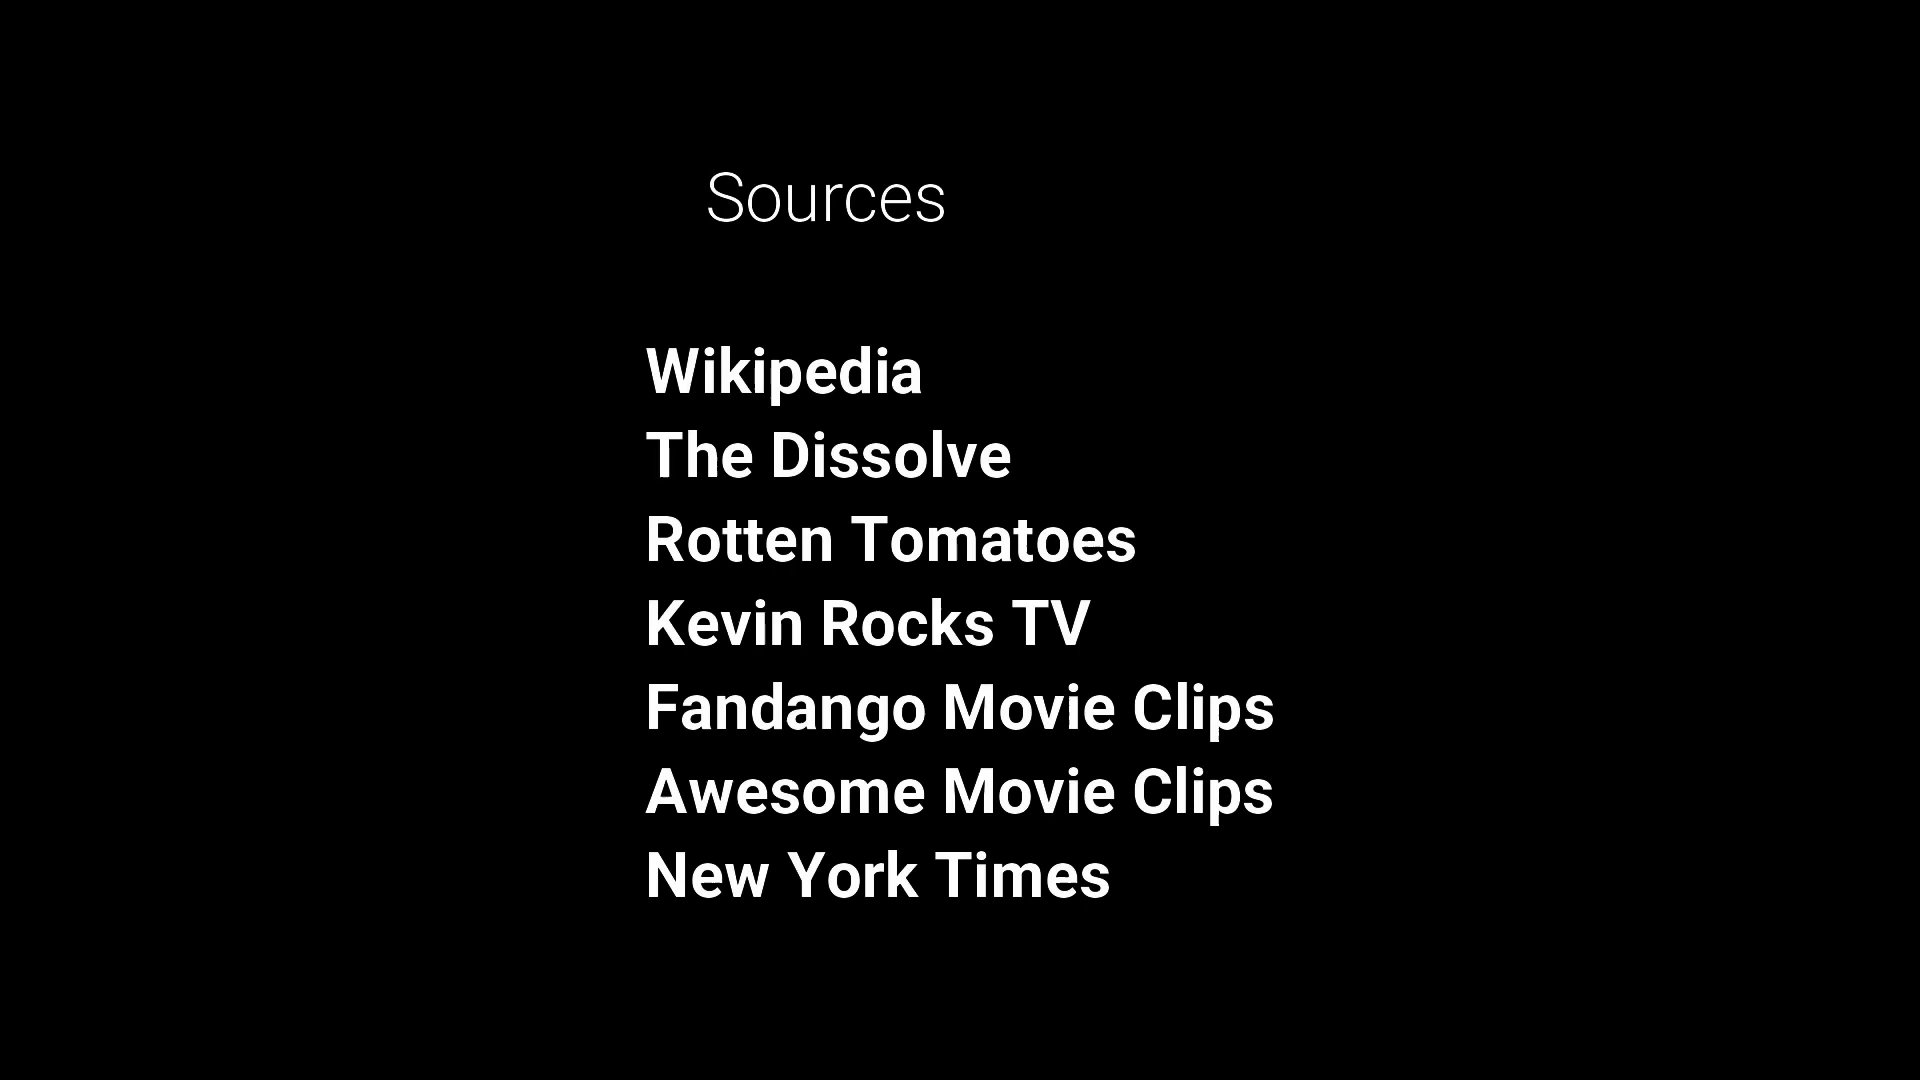 Sources
Wikipedia
The Dissolve
Rotten Tomatoes
Kevin Rocks TV
Fandango Movie Clips
Awesome Movie Clips
New York Times